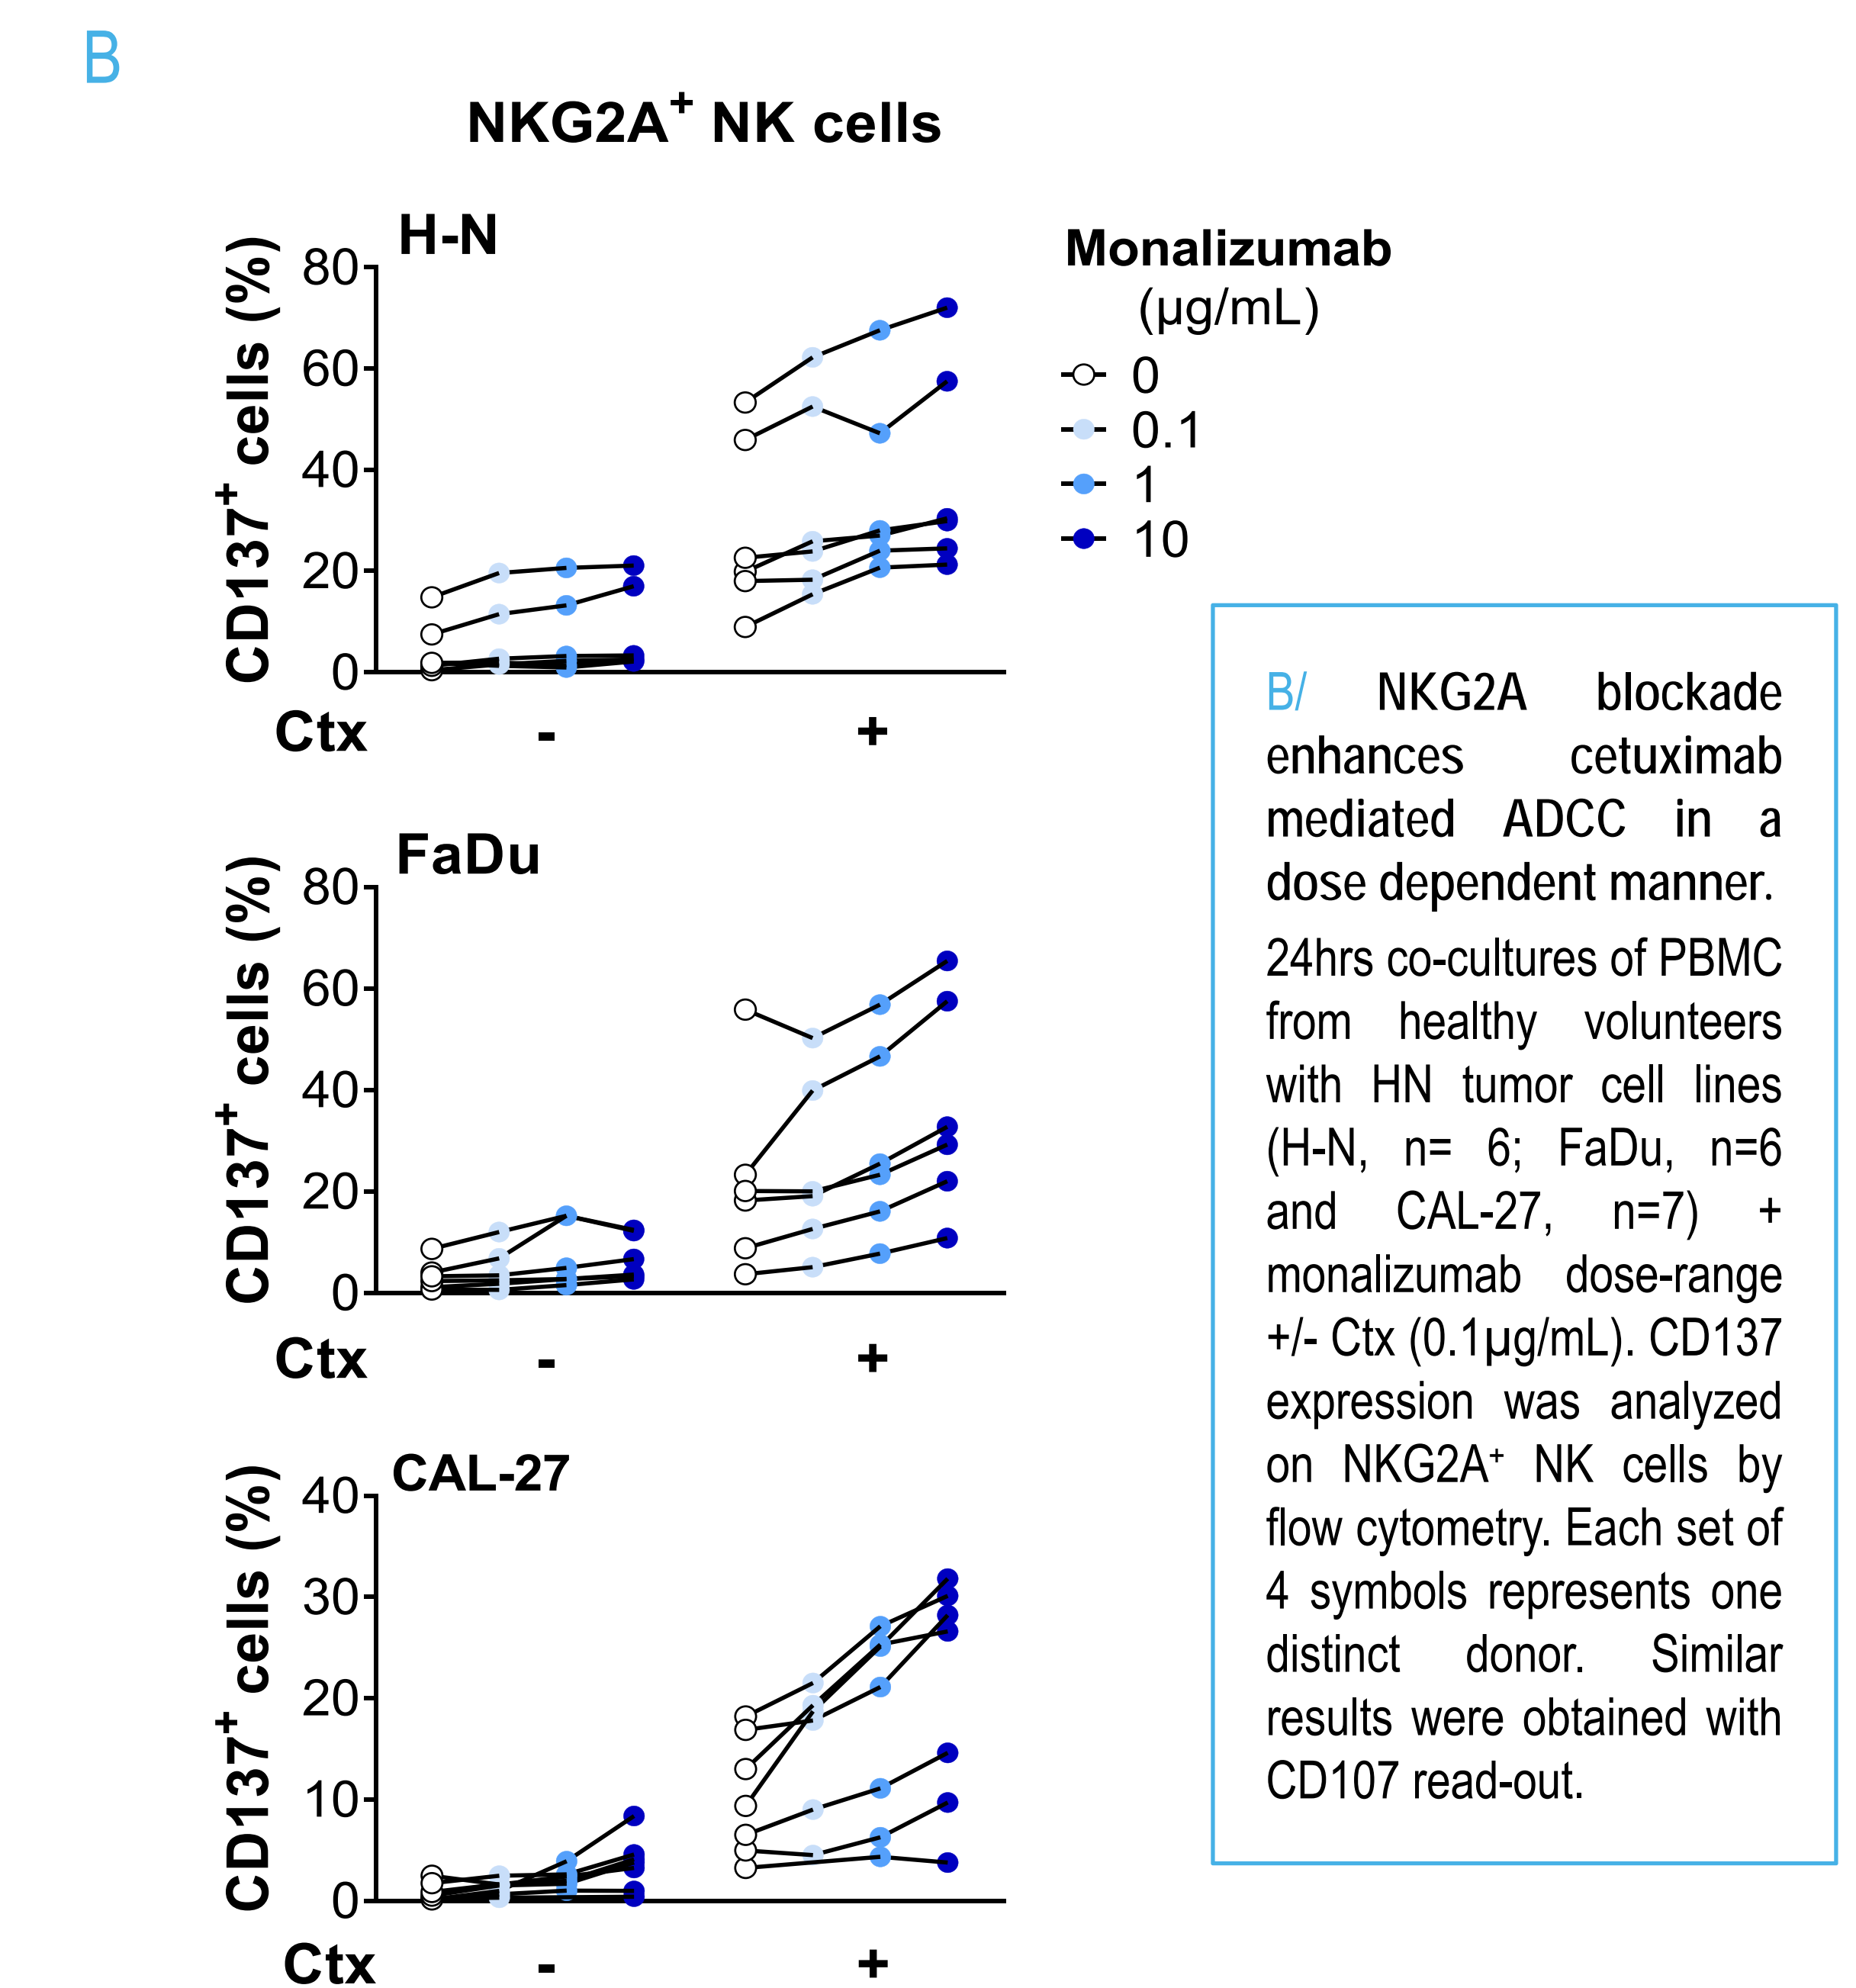 B
NKG2A⁺ NK cells
H-N
CD137⁺ cells (%)
80
60
40
20
0
Ctx
-
+
Monalizumab
(µg/mL)
0
0.1
1
10
FaDu
CD137⁺ cells (%)
80
60
40
20
0
Ctx
-
+
CAL-27
CD137⁺ cells (%)
40
30
20
10
0
Ctx
-
+
B/ NKG2A blockade
enhances cetuximab
mediated ADCC in a
dose dependent manner.
24hrs co-cultures of PBMC
from healthy volunteers
with HN tumor cell lines
(H-N, n= 6; FaDu, n=6
and CAL-27, n=7) +
monalizumab dose-range
+/- Ctx (0.1µg/mL). CD137
expression was analyzed
on NKG2A⁺ NK cells by
flow cytometry. Each set of
4 symbols represents one
distinct donor. Similar
results were obtained with
CD107 read-out.